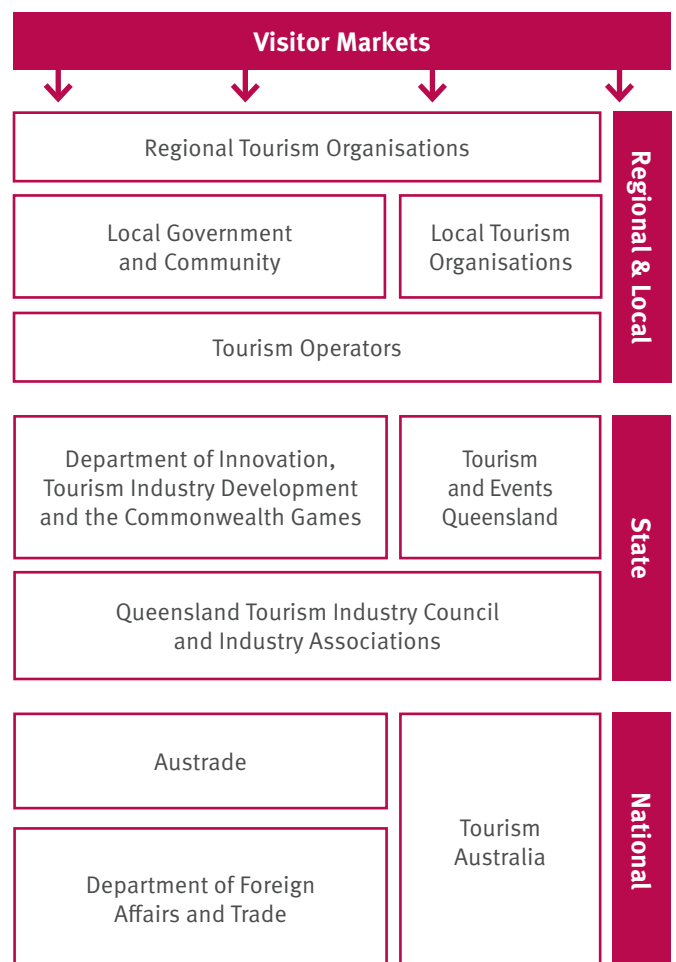 Visitor Markets
Regional Tourism Organisations
Local Government
and Community
Local Tourism
Organisations
Tourism Operators
Regional & Local
Department of Innovation,
Tourism Industry Development
and the Commonwealth Games
Tourism
and Events
Queensland
Queensland Tourism Industry Council
and Industry Associations
State
Austrade
Department of Foreign
Affairs and Trade
Tourism
Australia
National